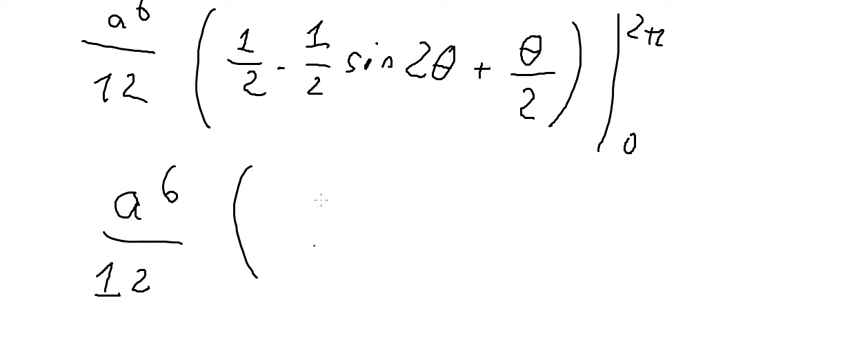 a^6/12 ( 1/2 - 1/2 sin 2θ + θ/2 ) |_0^{2π}
a^6/12 (